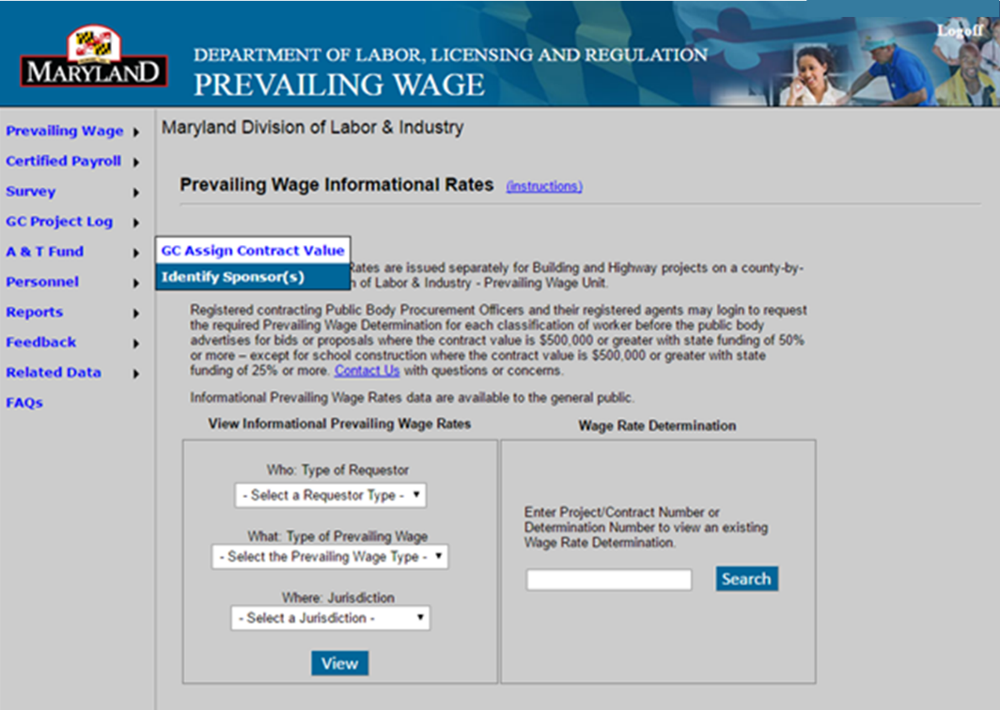 Logoff
MARYLAND
DEPARTMENT OF LABOR, LICENSING AND REGULATION
PREVAILING WAGE
Prevailing Wage
Certified Payroll
Survey
GC Project Log
A & T Fund
Personnel
Reports
Feedback
Related Data
FAQs
Maryland Division of Labor & Industry
Prevailing Wage Informational Rates (instructions)
GC Assign Contract Value
Identify Sponsor(s)
Rates are issued separately for Building and Highway projects on a county-by-
of Labor & Industry - Prevailing Wage Unit.
Registered contracting Public Body Procurement Officers and their registered agents may login to request
the required Prevailing Wage Determination for each classification of worker before the public body
advertises for bids or proposals where the contract value is $500,000 or greater with state funding of 50%
or more – except for school construction where the contract value is $500,000 or greater with state
funding of 25% or more. Contact Us with questions or concerns.
Informational Prevailing Wage Rates data are available to the general public.
View Informational Prevailing Wage Rates
Who: Type of Requestor
- Select a Requestor Type -
What: Type of Prevailing Wage
- Select the Prevailing Wage Type -
Where: Jurisdiction
- Select a Jurisdiction -
View
Wage Rate Determination
Enter Project/Contract Number or
Determination Number to view an existing
Wage Rate Determination.
Search